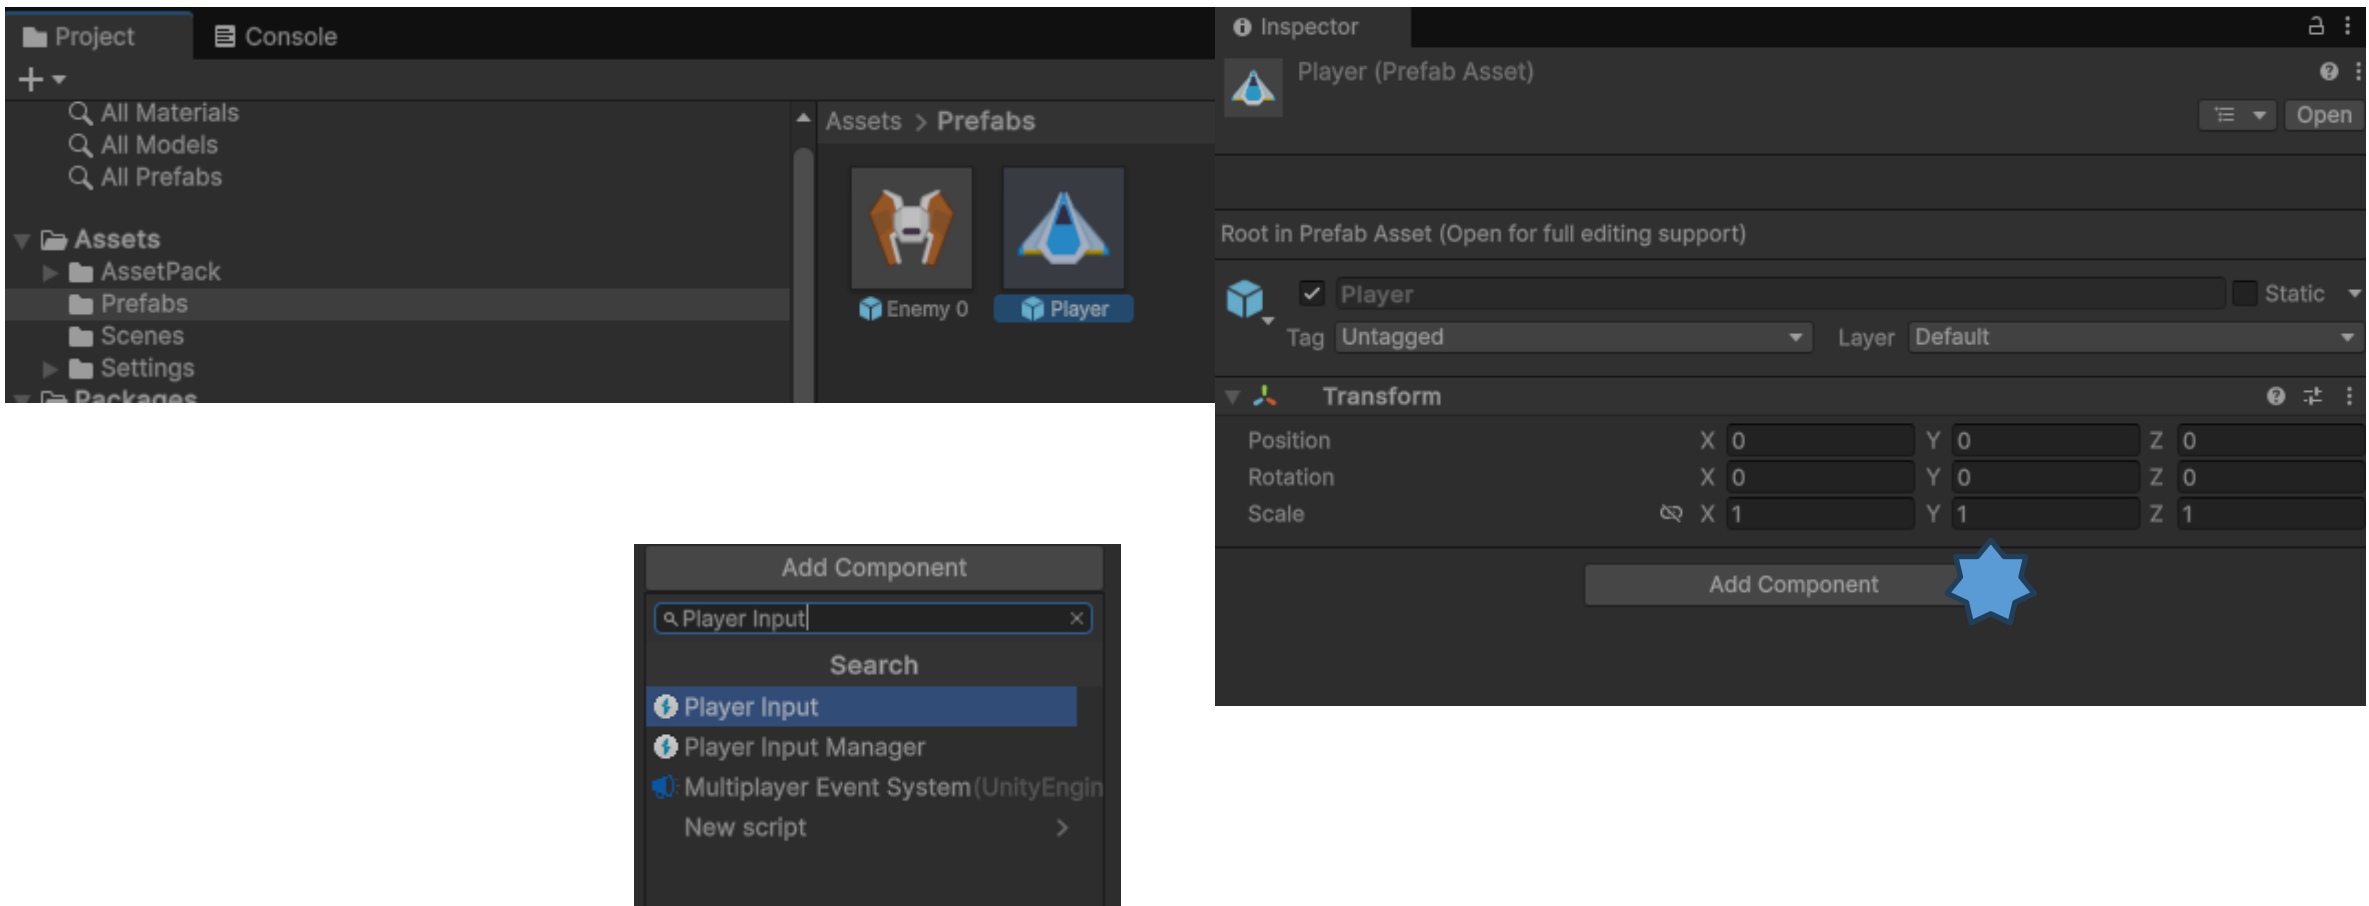 Project
Console
All Materials
All Models
All Prefabs
Assets
AssetPack
Prefabs
Scenes
Settings
Packages
Assets > Prefabs
Enemy 0
Player
Inspector
Player (Prefab Asset)
Open
Root in Prefab Asset (Open for full editing support)
Player
Static
Tag Untagged
Layer Default
Transform
Position X 0 Y 0 Z 0
Rotation X 0 Y 0 Z 0
Scale X 1 Y 1 Z 1
Add Component
Add Component
Player Input
Search
Player Input
Player Input Manager
Multiplayer Event System (UnityEngin
New script